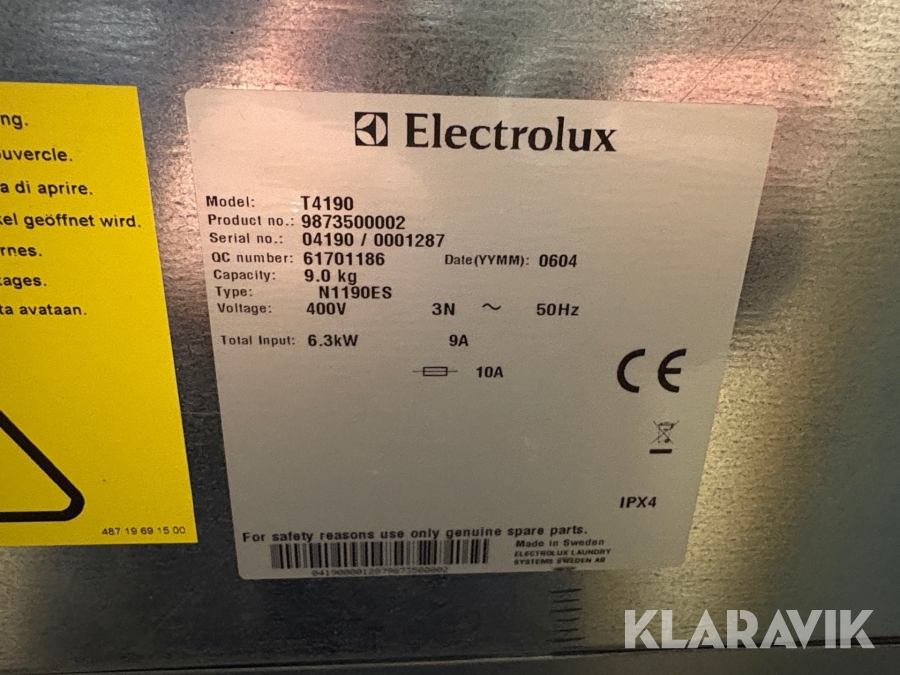 ng.
ouvercle.
a di aprire.
kel geöffnet wird.
ernes.
kages.
ta avataan.
487 19 69 15 00
Electrolux
Model: T4190
Product no.: 9873500002
Serial no.: 04190 / 0001287
QC number: 61701186 Date(YYMM): 0604
Capacity: 9.0 kg
Type: N1190ES
Voltage: 400V 3N ~ 50Hz
Total Input: 6.3kW 9A
10A
CE
IPX4
For safety reasons use only genuine spare parts.
Made in Sweden
ELECTROLUX LAUNDRY
SYSTEMS SWEDEN AB
KLARAVIK